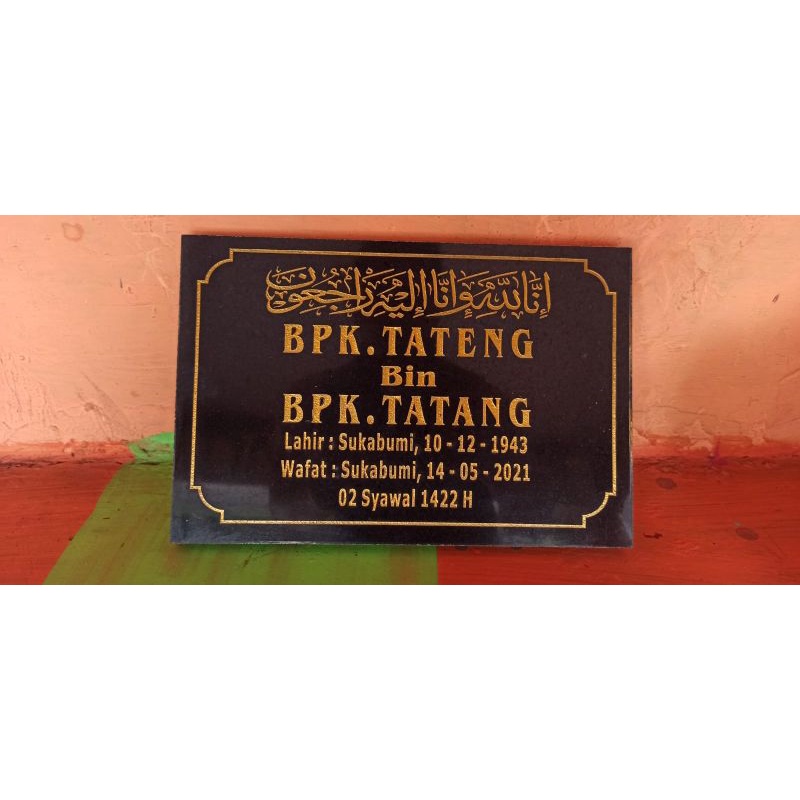 إنا لله وإنا إليه راجعون
BPK. TATENG
Bin
BPK. TATANG
Lahir : Sukabumi, 10 - 12 - 1943
Wafat : Sukabumi, 14 - 05 - 2021
02 Syawal 1422 H